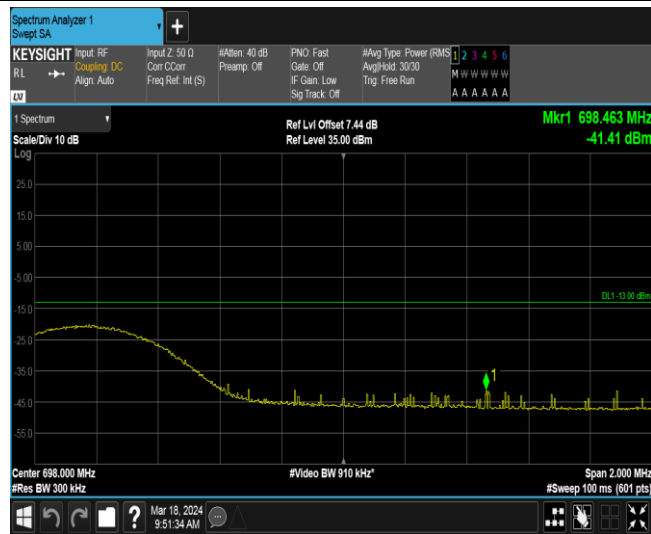 Spectrum Analyzer 1
Swept SA
+
KEYSIGHT
Input: RF
Input Z: 50 Ω
#Atten: 40 dB
PNO: Fast
#Avg Type: Power (RMS
1 2 3 4 5 6
RL
Coupling: DC
Corr CCorr
Preamp: Off
Gate: Off
Avg|Hold: 30/30
M W W W W W
Align: Auto
Freq Ref: Int (S)
IF Gain: Low
Trig: Free Run
Sig Track: Off
A A A A A A
LXI
1 Spectrum
Ref Lvl Offset 7.44 dB
Mkr1 698.463 MHz
Scale/Div 10 dB
Ref Level 35.00 dBm
-41.41 dBm
Log
25.0
15.0
5.00
-5.00
DL1 -13.00 dBm
-15.0
-25.0
-35.0
1
-45.0
-55.0
Center 698.000 MHz
#Video BW 910 kHz*
Span 2.000 MHz
#Res BW 300 kHz
#Sweep 100 ms (601 pts)
?
Mar 18, 2024
9:51:34 AM